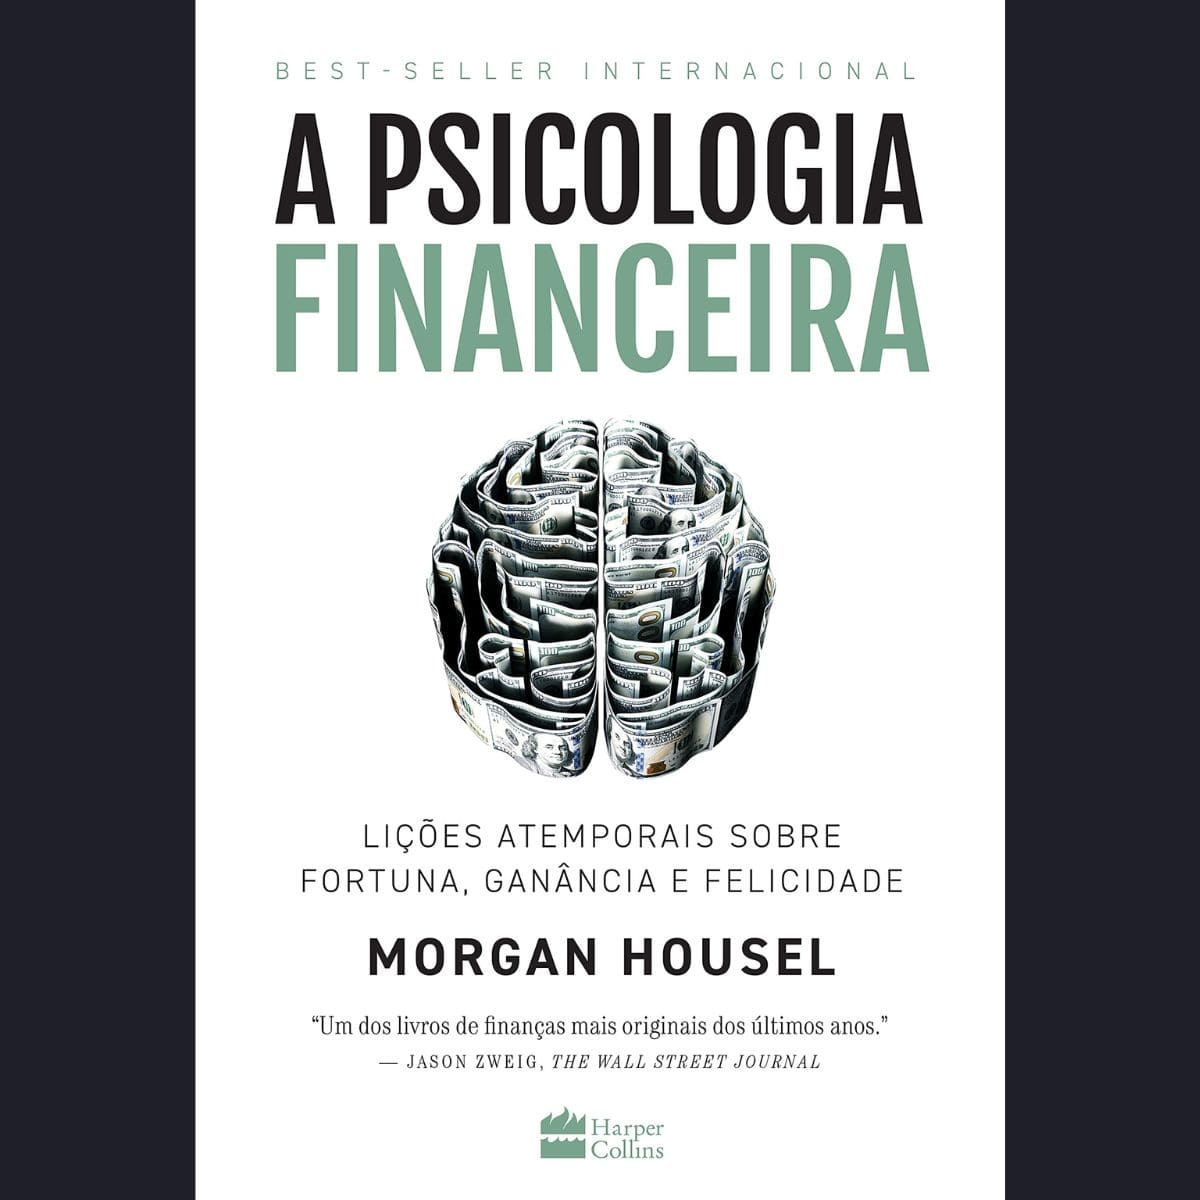 BEST-SELLER INTERNACIONAL
A PSICOLOGIA
FINANCEIRA
LIÇÕES ATEMPORAIS SOBRE
FORTUNA, GANÂNCIA E FELICIDADE
MORGAN HOUSEL
“Um dos livros de finanças mais originais dos últimos anos.”
— JASON ZWEIG, THE WALL STREET JOURNAL
Harper
Collins